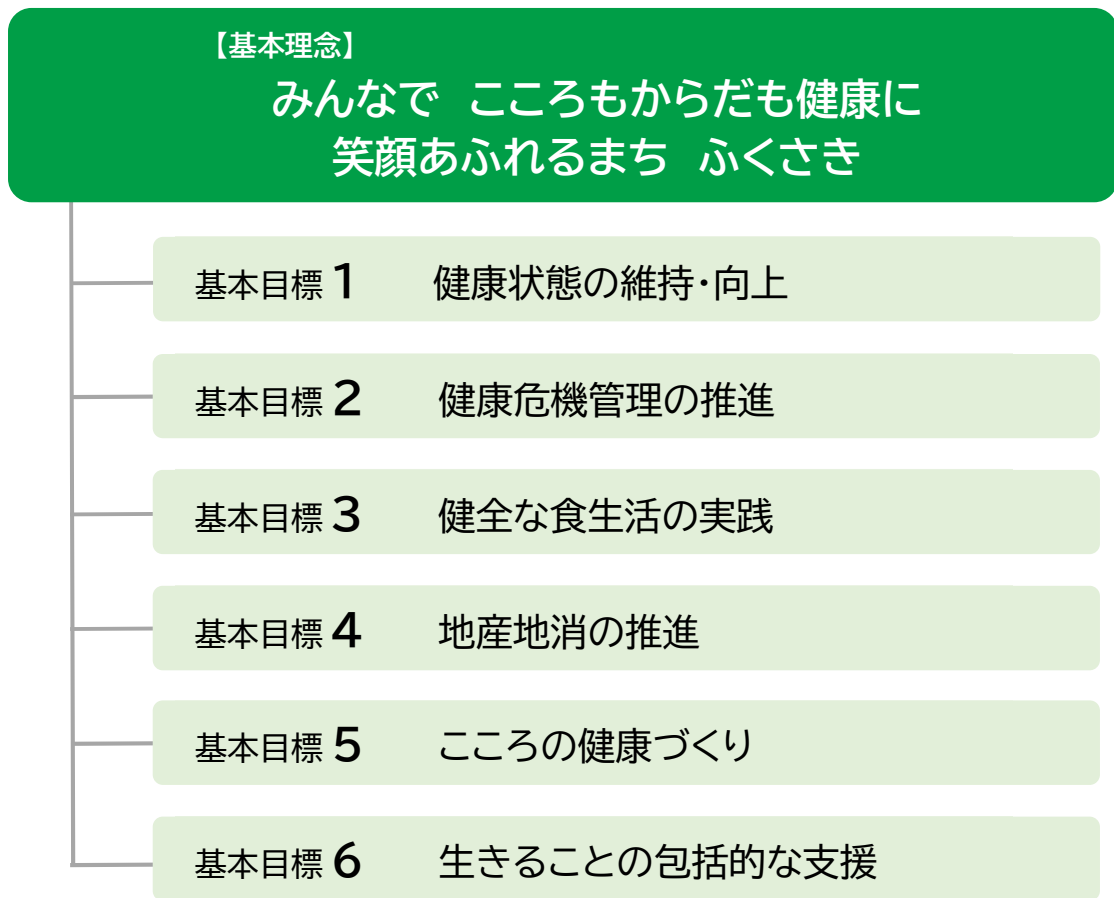 【基本理念】
みんなで　こころもからだも健康に
笑顔あふれるまち　ふくさき
基本目標 1　健康状態の維持・向上
基本目標 2　健康危機管理の推進
基本目標 3　健全な食生活の実践
基本目標 4　地産地消の推進
基本目標 5　こころの健康づくり
基本目標 6　生きることの包括的な支援